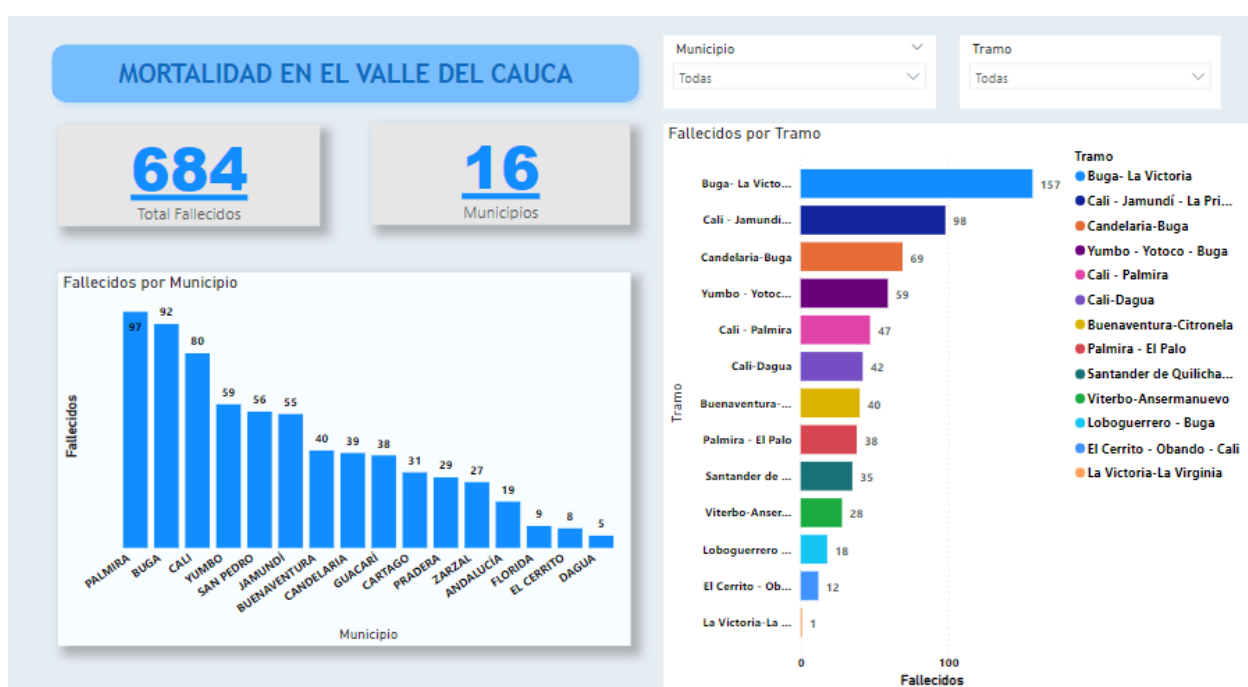 MORTALIDAD EN EL VALLE DEL CAUCA
684
Total Fallecidos
16
Municipios
Municipio
Todas
Tramo
Todas
Fallecidos por Municipio
Fallecidos
97
92
80
59
56
55
40
39
38
31
29
27
19
9
8
5
PALMIRA
BUGA
CALI
YUMBO
SAN PEDRO
JAMUNDÍ
BUENAVENTURA
CANDELARIA
GUACARÍ
CARTAGO
PRADERA
ZARZAL
ANDALUCÍA
FLORIDA
EL CERRITO
DAGUA
Municipio
Fallecidos por Tramo
Tramo
Buga- La Victo... 157
Cali - Jamundí... 98
Candelaria-Buga 69
Yumbo - Yotoc... 59
Cali - Palmira 47
Cali-Dagua 42
Buenaventura-... 40
Palmira - El Palo 38
Santander de ... 35
Viterbo-Anser... 28
Loboguerrero ... 18
El Cerrito - Ob... 12
La Victoria-La ... 1
0 100
Fallecidos
Tramo
Buga- La Victoria
Cali - Jamundí - La Pri...
Candelaria-Buga
Yumbo - Yotoco - Buga
Cali - Palmira
Cali-Dagua
Buenaventura-Citronela
Palmira - El Palo
Santander de Quilicha...
Viterbo-Ansermanuevo
Loboguerrero - Buga
El Cerrito - Obando - Cali
La Victoria-La Virginia